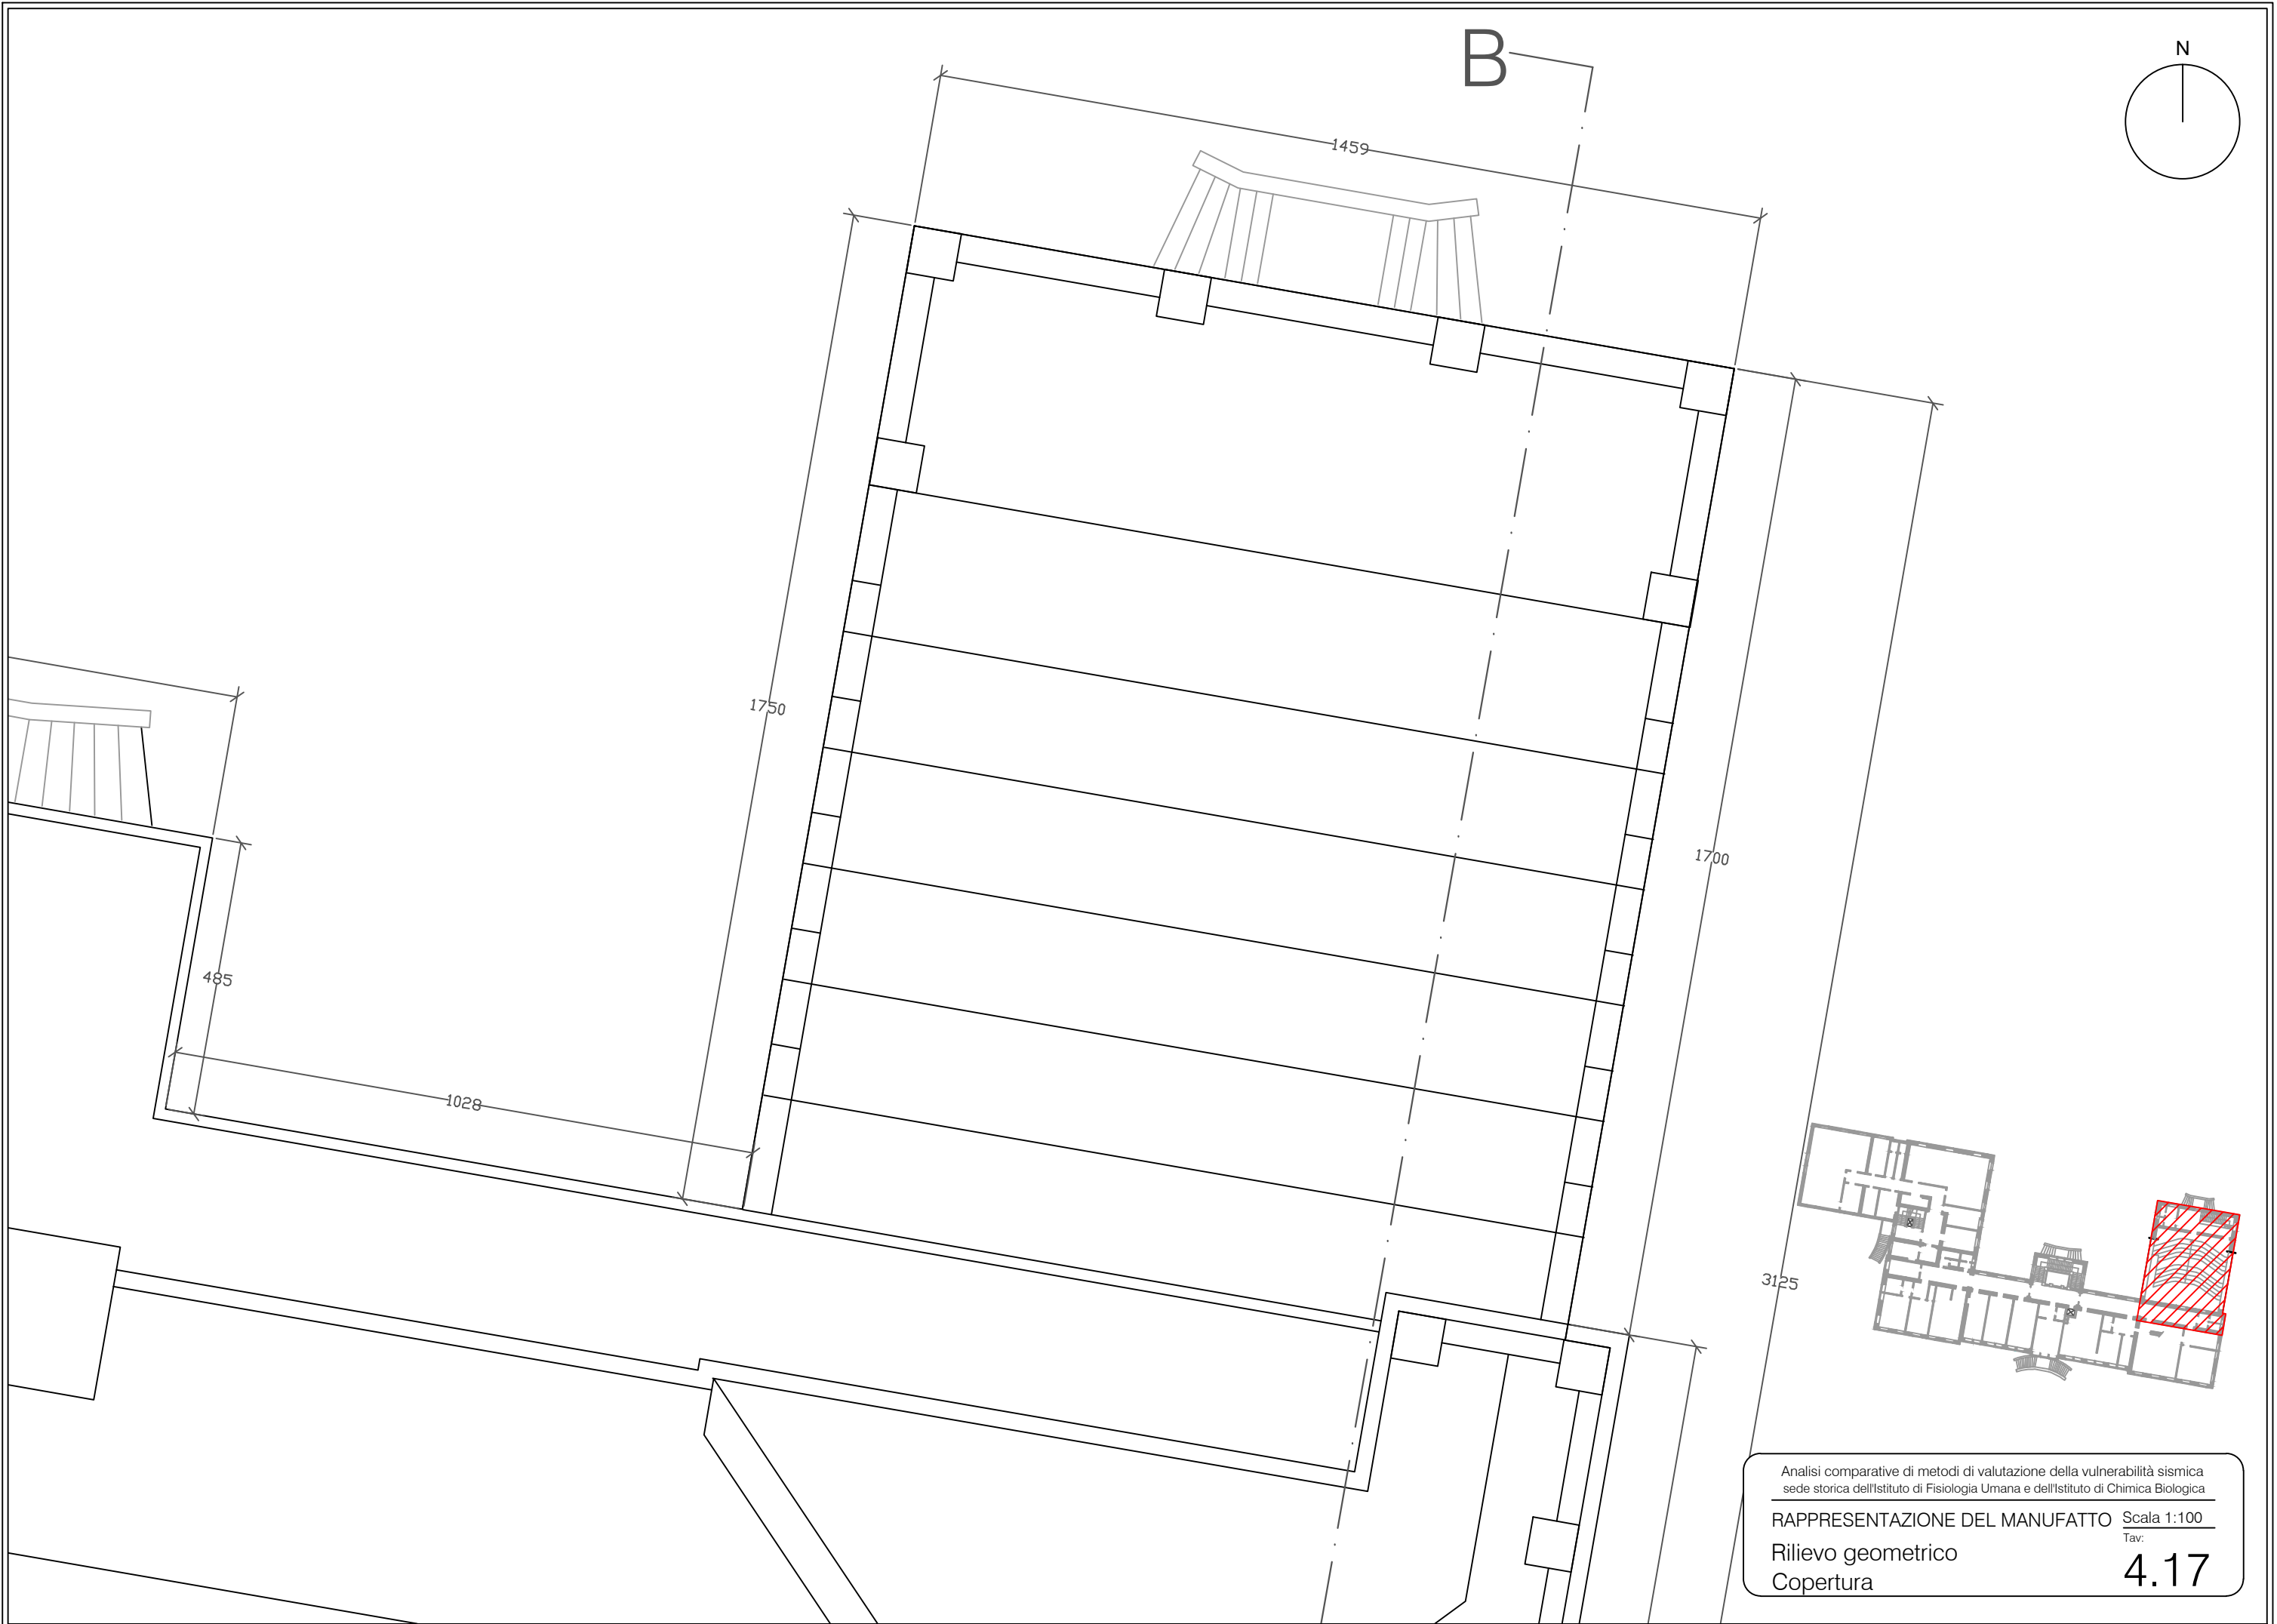 B
N
1459
1750
1700
485
1028
3125
Analisi comparative di metodi di valutazione della vulnerabilità sismica
sede storica dell'Istituto di Fisiologia Umana e dell'Istituto di Chimica Biologica
RAPPRESENTAZIONE DEL MANUFATTO Scala 1:100
Tav:
Rilievo geometrico
Copertura
4.17